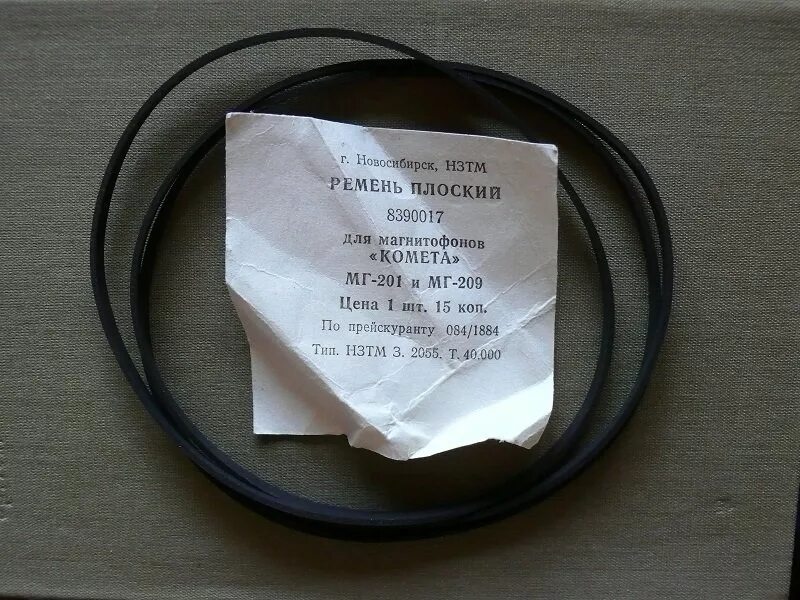 г. Новосибирск, НЗТМ
РЕМЕНЬ ПЛОСКИЙ
8390017
для магнитофонов
«КОМЕТА»
МГ-201 и МГ-209
Цена 1 шт. 15 коп.
По прейскуранту 084/1884
Тип. НЗТМ З. 2055. Т. 40.000